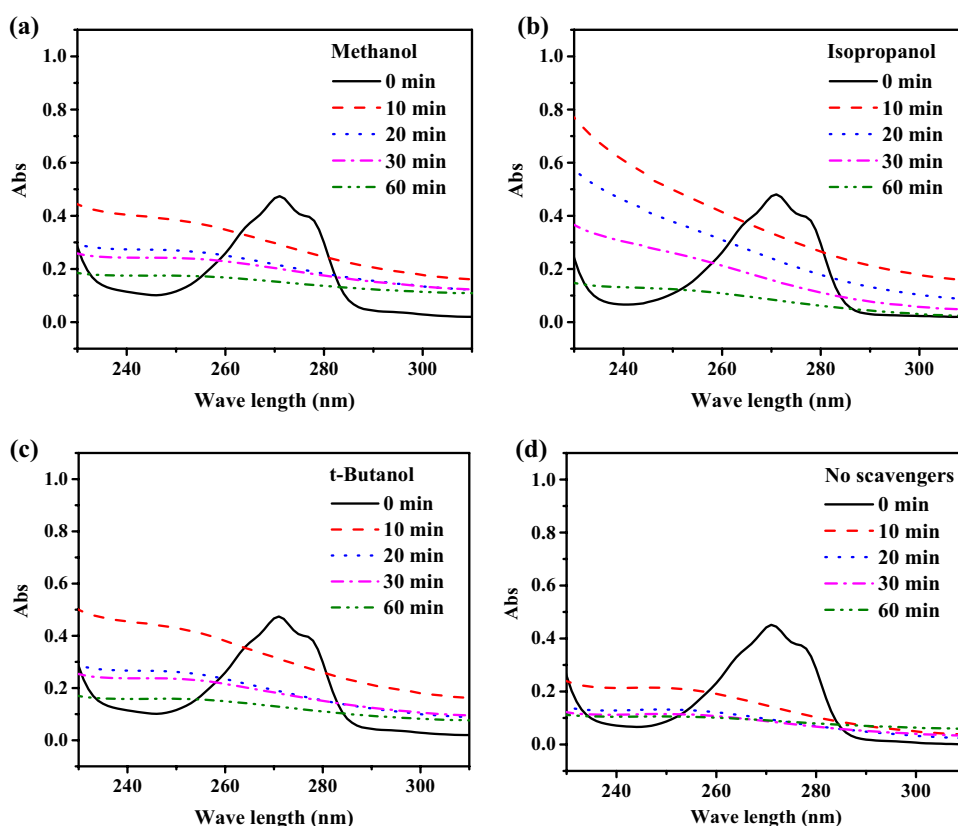 (a)
Methanol
0 min
10 min
20 min
30 min
60 min
1.0
0.8
0.6
0.4
0.2
0.0
Abs
240 260 280 300
Wave length (nm)
(b)
Isopropanol
0 min
10 min
20 min
30 min
60 min
1.0
0.8
0.6
0.4
0.2
0.0
Abs
240 260 280 300
Wave length (nm)
(c)
t-Butanol
0 min
10 min
20 min
30 min
60 min
1.0
0.8
0.6
0.4
0.2
0.0
Abs
240 260 280 300
Wave length (nm)
(d)
No scavengers
0 min
10 min
20 min
30 min
60 min
1.0
0.8
0.6
0.4
0.2
0.0
Abs
240 260 280 300
Wave length (nm)